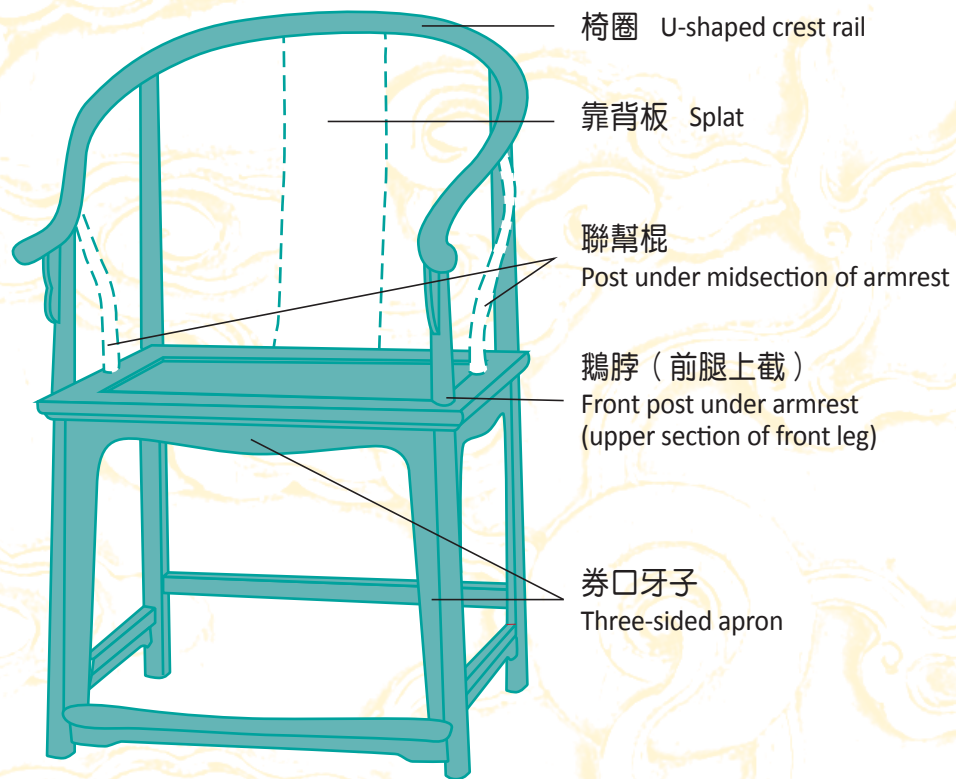 椅圈 U-shaped crest rail
靠背板 Splat
聯幫棍
Post under midsection of armrest
鵝脖（前腿上截）
Front post under armrest
(upper section of front leg)
券口牙子
Three-sided apron